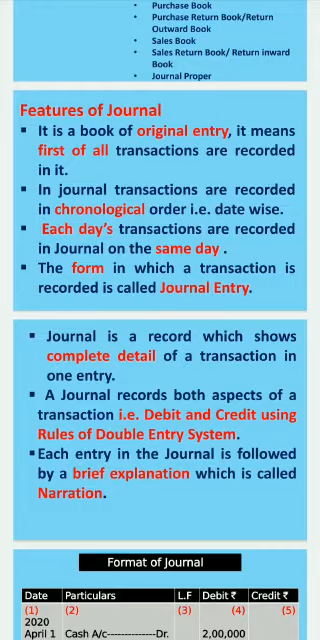 • Purchase Book
• Purchase Return Book/Return
Outward Book
• Sales Book
• Sales Return Book/ Return inward
Book
• Journal Proper
Features of Journal
▪ It is a book of original entry, it means
first of all transactions are recorded
in it.
▪ In journal transactions are recorded
in chronological order i.e. date wise.
▪ Each day's transactions are recorded
in Journal on the same day .
▪ The form in which a transaction is
recorded is called Journal Entry.
▪ Journal is a record which shows
complete detail of a transaction in
one entry.
▪ A Journal records both aspects of a
transaction i.e. Debit and Credit using
Rules of Double Entry System.
▪ Each entry in the Journal is followed
by a brief explanation which is called
Narration.
Format of Journal
Date Particulars L.F Debit ₹ Credit ₹
(1) (2) (3) (4) (5)
2020
April 1 Cash A/c--------------Dr. 2,00,000